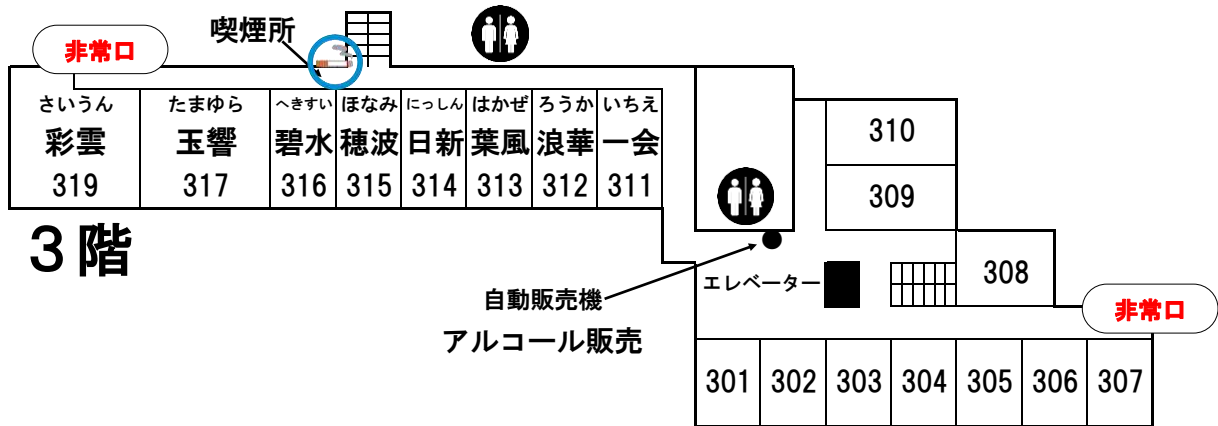 喫煙所
非常口
さいうん
彩雲
319
たまゆら
玉響
317
へきすい
碧水
316
ほなみ
穂波
315
にっしん
日新
314
はかぜ
葉風
313
ろうか
浪華
312
いちえ
一会
311
310
309
3階
エレベーター
308
自動販売機
アルコール販売
非常口
301
302
303
304
305
306
307